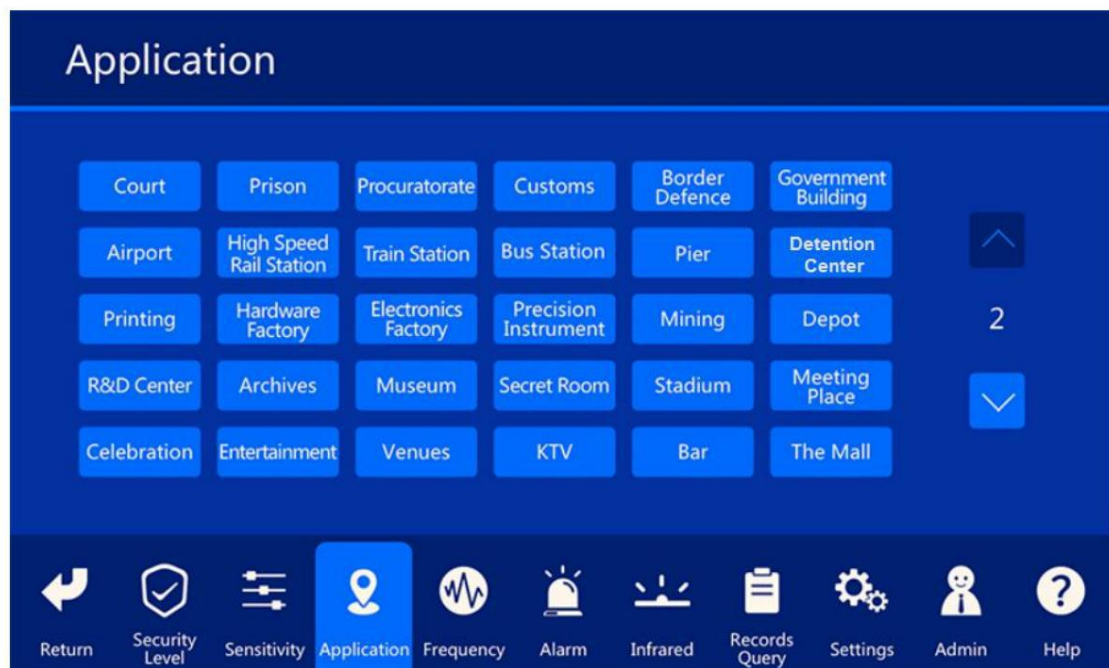 Application
Court
Prison
Procuratorate
Customs
Border
Defence
Government
Building
Airport
High Speed
Rail Station
Train Station
Bus Station
Pier
Detention
Center
Printing
Hardware
Factory
Electronics
Factory
Precision
Instrument
Mining
Depot
2
R&D Center
Archives
Museum
Secret Room
Stadium
Meeting
Place
Celebration
Entertainment
Venues
KTV
Bar
The Mall
Return
Security
Level
Sensitivity
Application
Frequency
Alarm
Infrared
Records
Query
Settings
Admin
?
Help